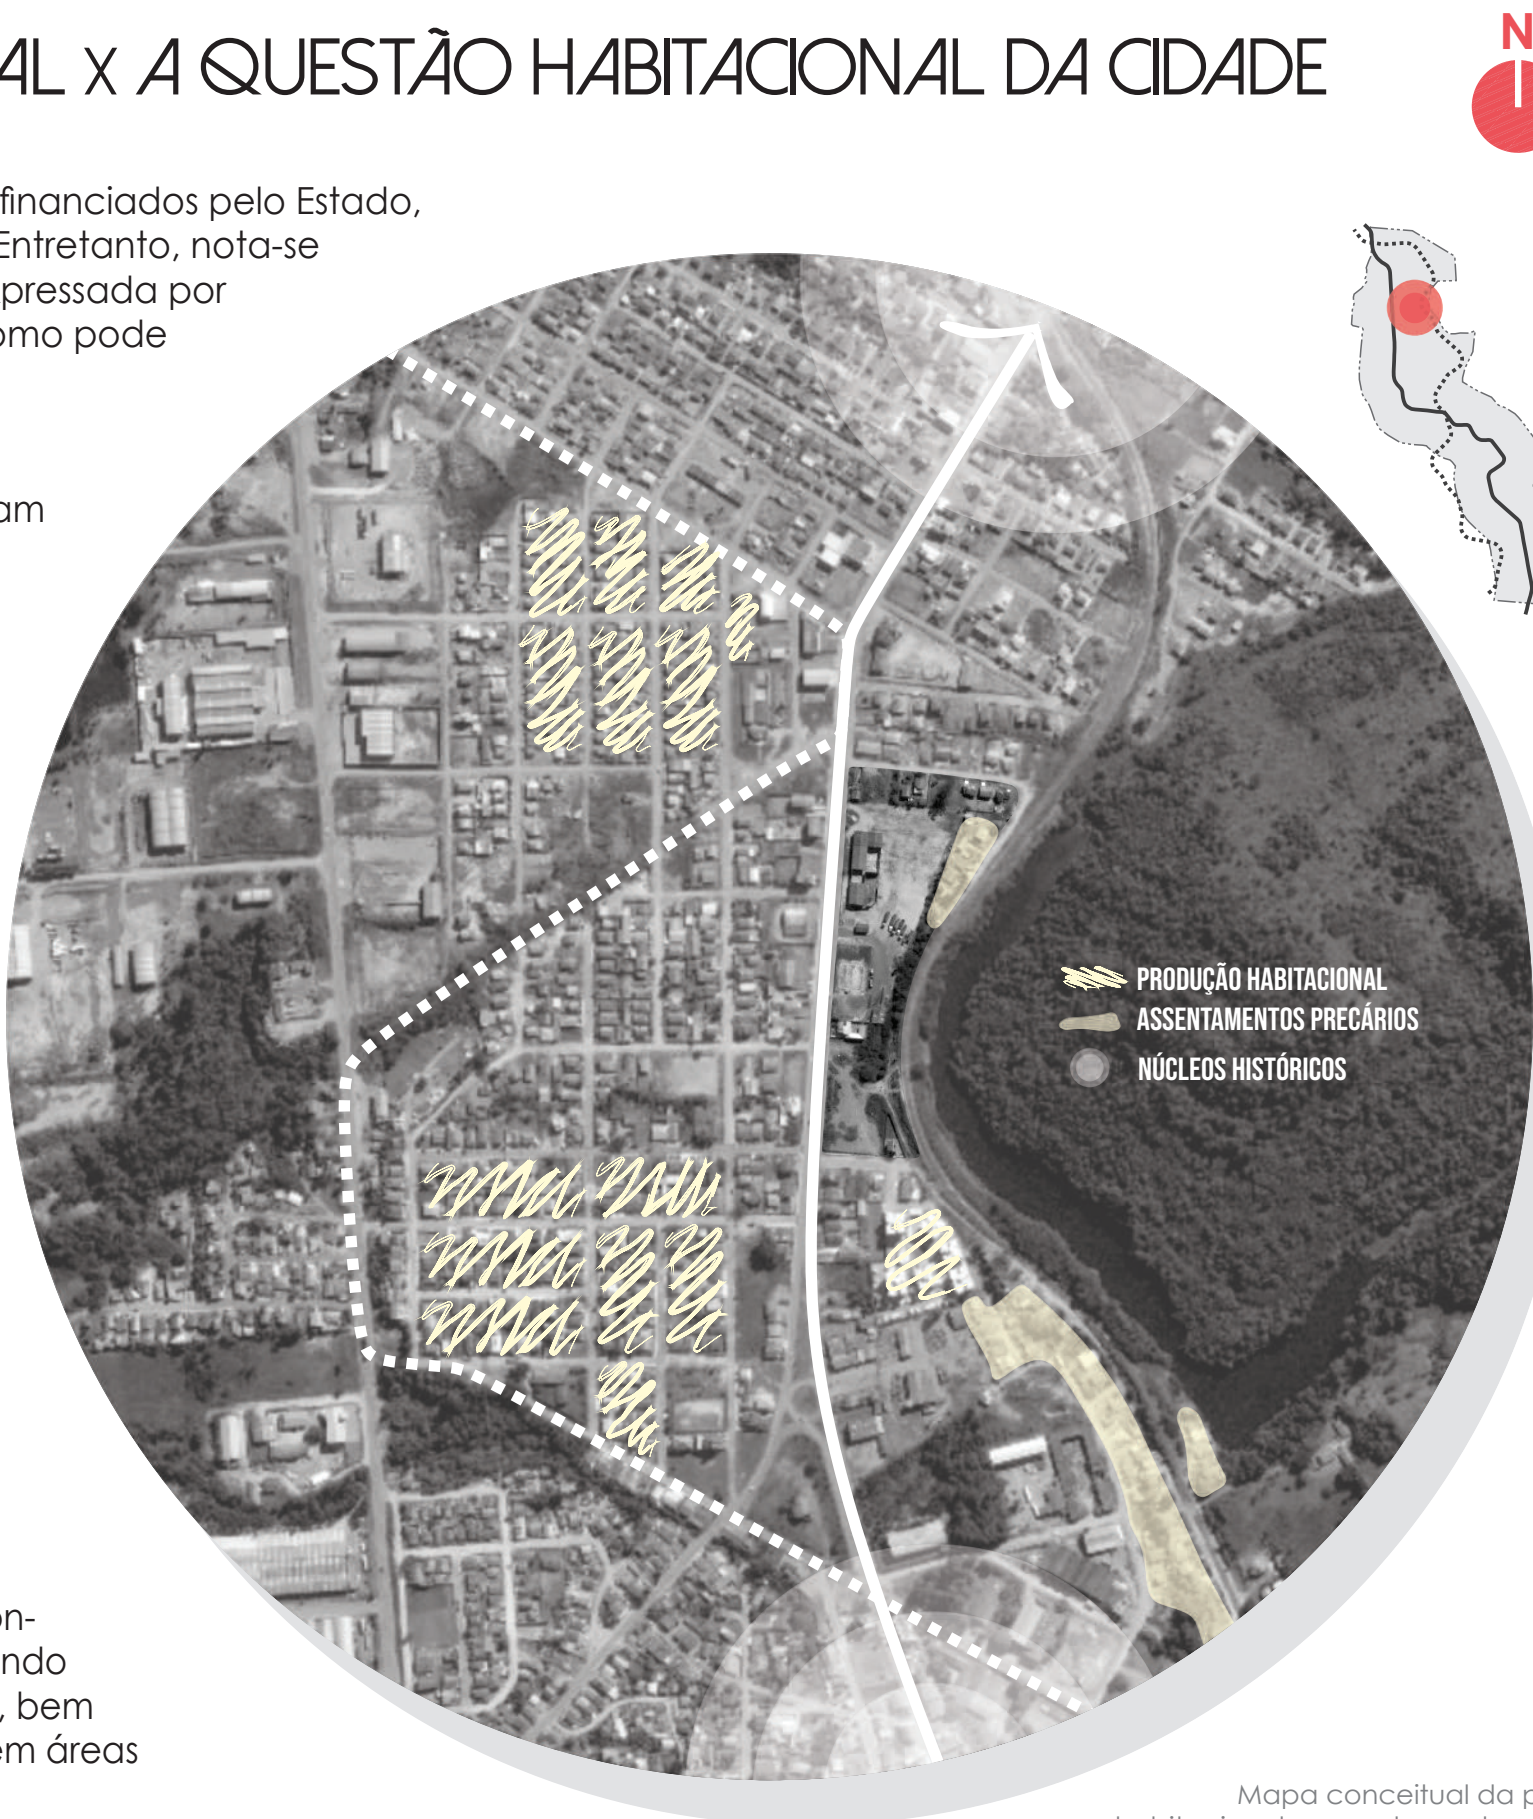 AL X A QUESTÃO HABITACIONAL DA CIDADE
N
financiados pelo Estado,
Entretanto, nota-se
pressada por
omo pode
am
PRODUÇÃO HABITACIONAL
ASSENTAMENTOS PRECÁRIOS
NÚCLEOS HISTÓRICOS
on-
ndo
, bem
em áreas
Mapa conceitual da p